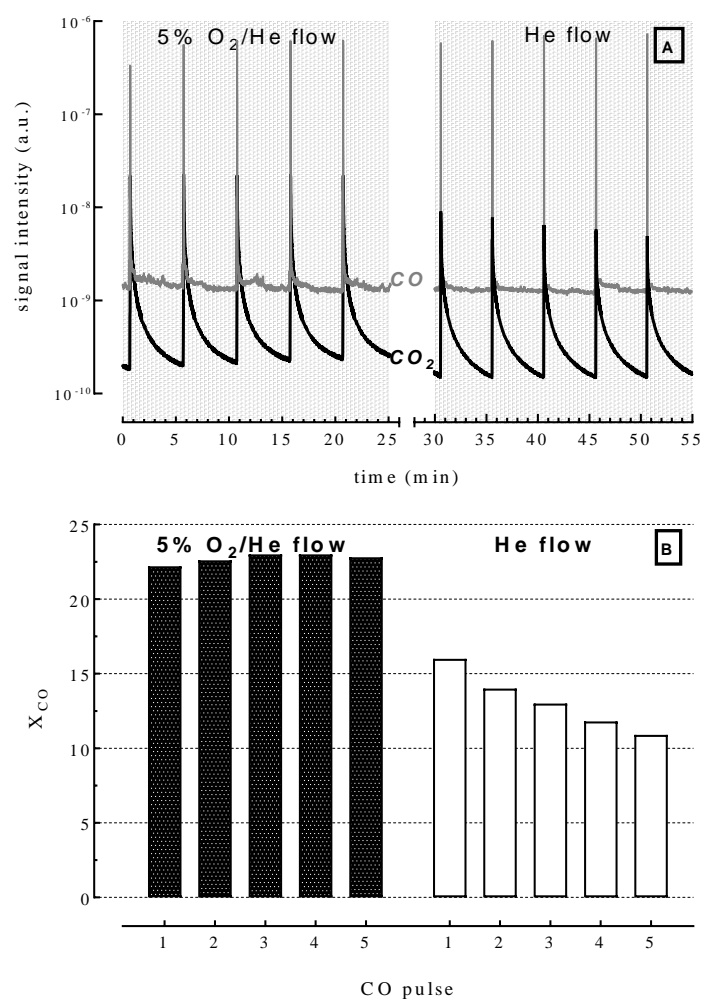 5% O2/He flow
He flow
A
signal intensity (a.u.)
10-6
10-7
10-8
10-9
10-10
CO
CO2
0 5 10 15 20 25 30 35 40 45 50 55
time (min)
5% O2/He flow
He flow
B
XCO
25
20
15
10
5
0
1 2 3 4 5 1 2 3 4 5
CO pulse